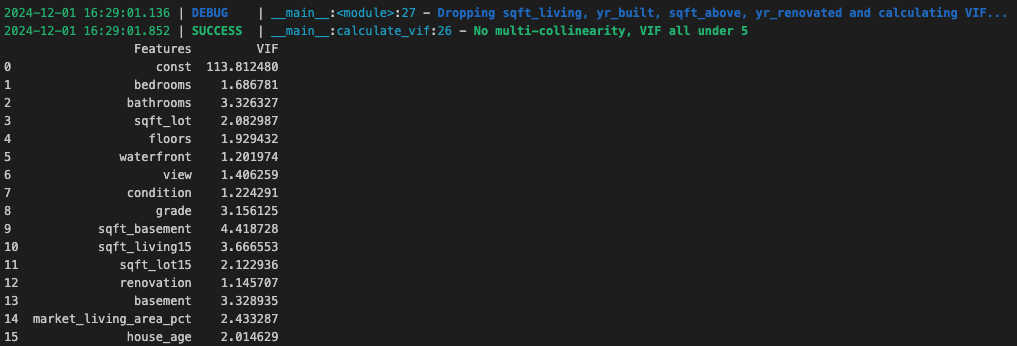 2024-12-01 16:29:01.136 | DEBUG    | __main__:<module>:27 - Dropping sqft_living, yr_built, sqft_above, yr_renovated and calculating VIF...
2024-12-01 16:29:01.852 | SUCCESS  | __main__:calculate_vif:26 - No multi-collinearity, VIF all under 5
Features VIF
0 const 113.812480
1 bedrooms 1.686781
2 bathrooms 3.326327
3 sqft_lot 2.082987
4 floors 1.929432
5 waterfront 1.201974
6 view 1.406259
7 condition 1.224291
8 grade 3.156125
9 sqft_basement 4.418728
10 sqft_living15 3.666553
11 sqft_lot15 2.122936
12 renovation 1.145707
13 basement 3.328935
14 market_living_area_pct 2.433287
15 house_age 2.014629